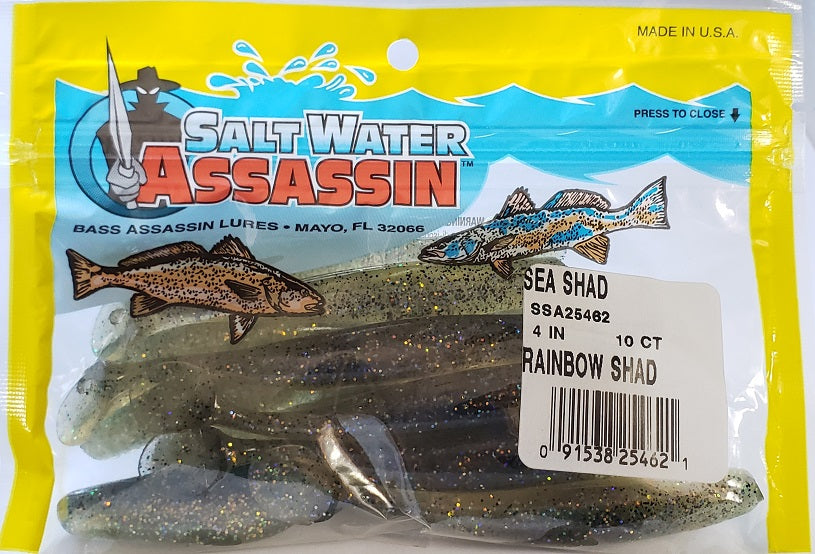 MADE IN U.S.A.
PRESS TO CLOSE
SALT WATER
ASSASSIN™
BASS ASSASSIN LURES • MAYO, FL 32066
SEA SHAD
SSA25462
4 IN 10 CT
RAINBOW SHAD
0 91538 25462 1